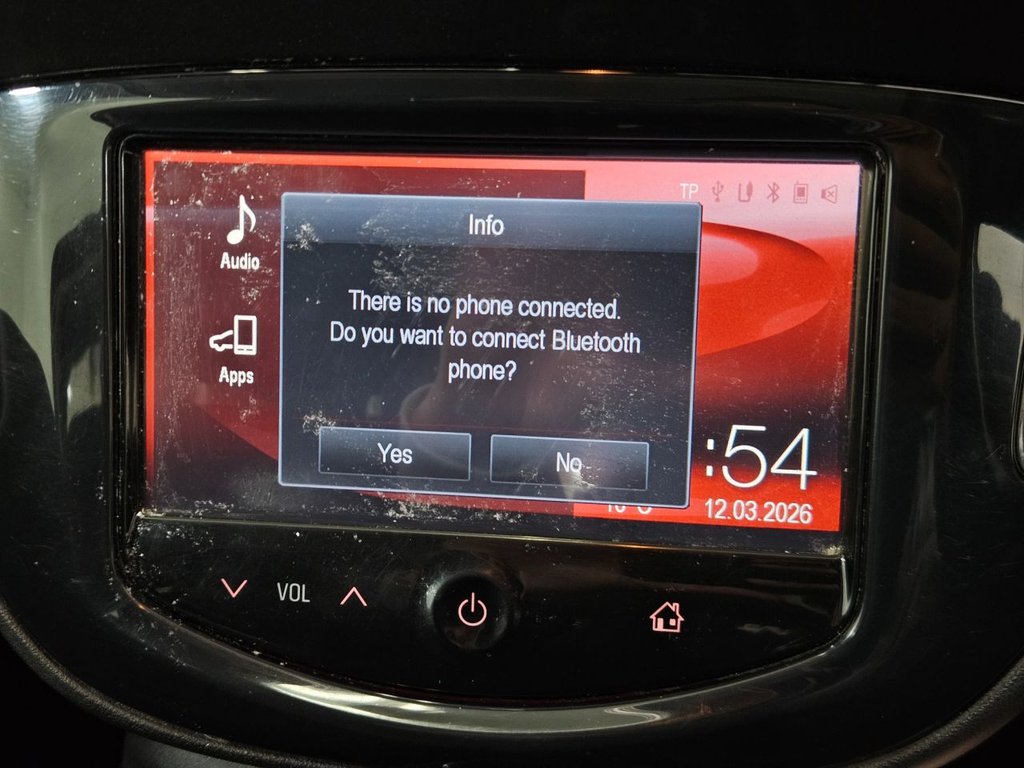 TP
Info
Audio
There is no phone connected.
Do you want to connect Bluetooth
phone?
Apps
Yes
No
:54
12.03.2026
VOL